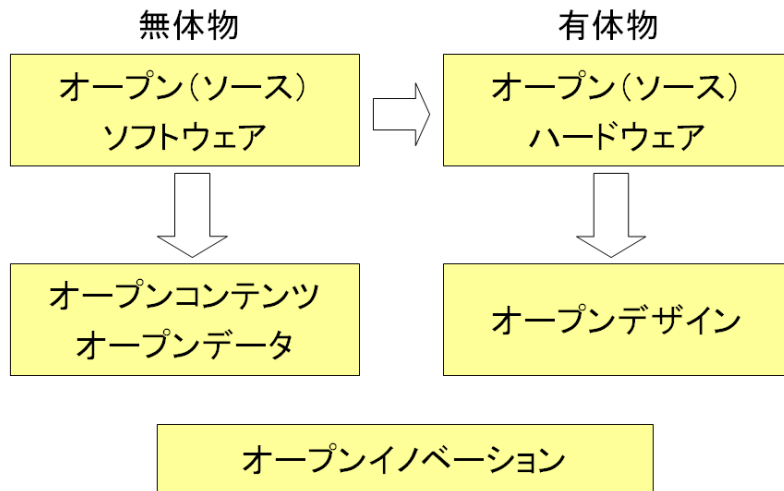 無体物
有体物
オープン(ソース)
ソフトウェア
オープン(ソース)
ハードウェア
オープンコンテンツ
オープンデータ
オープンデザイン
オープンイノベーション